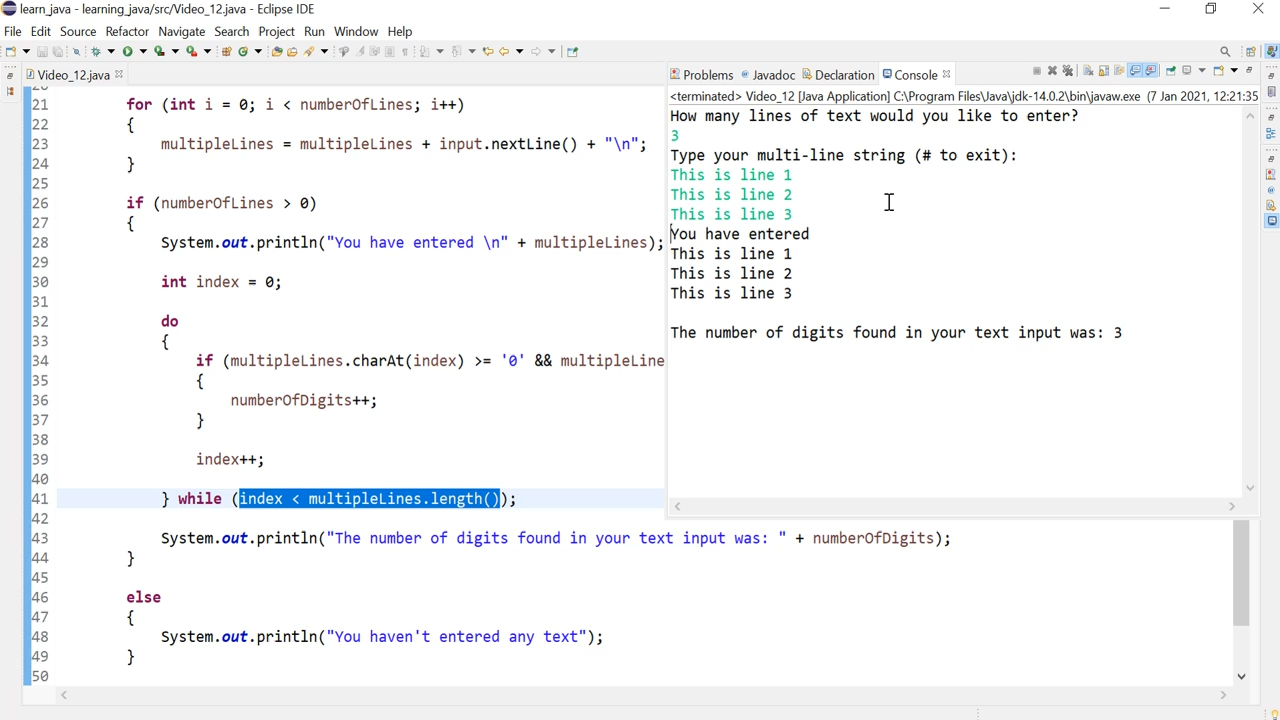 learn_java - learning_java/src/Video_12.java - Eclipse IDE
File Edit Source Refactor Navigate Search Project Run Window Help
Video_12.java
21 for (int i = 0; i < numberOfLines; i++)
22 {
23 multipleLines = multipleLines + input.nextLine() + "\n";
24 }
25
26 if (numberOfLines > 0)
27 {
28 System.out.println("You have entered \n" + multipleLines);
29
30 int index = 0;
31
32 do
33 {
34 if (multipleLines.charAt(index) >= '0' && multipleLine
35 {
36 numberOfDigits++;
37 }
38
39 index++;
40
41 } while (index < multipleLines.length());
42
43 System.out.println("The number of digits found in your text input was: " + numberOfDigits);
44 }
45
46 else
47 {
48 System.out.println("You haven't entered any text");
49 }
50
Problems Javadoc Declaration Console
<terminated> Video_12 [Java Application] C:\Program Files\Java\jdk-14.0.2\bin\javaw.exe (7 Jan 2021, 12:21:35
How many lines of text would you like to enter?
3
Type your multi-line string (# to exit):
This is line 1
This is line 2
This is line 3
You have entered
This is line 1
This is line 2
This is line 3
The number of digits found in your text input was: 3